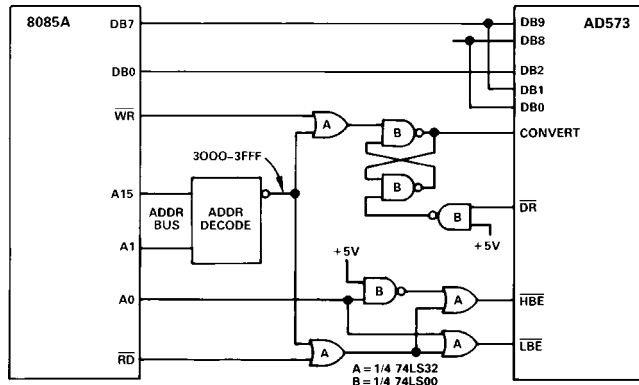 8085A
AD573
DB7
DB9
DB8
DB0
DB2
DB1
DB0
WR
A
B
CONVERT
3000–3FFF
B
A15
ADDR
BUS
ADDR
DECODE
B
DR
+5V
A1
+5V
A0
B
A
HBE
RD
A
A
LBE
A = 1/4 74LS32
B = 1/4 74LS00